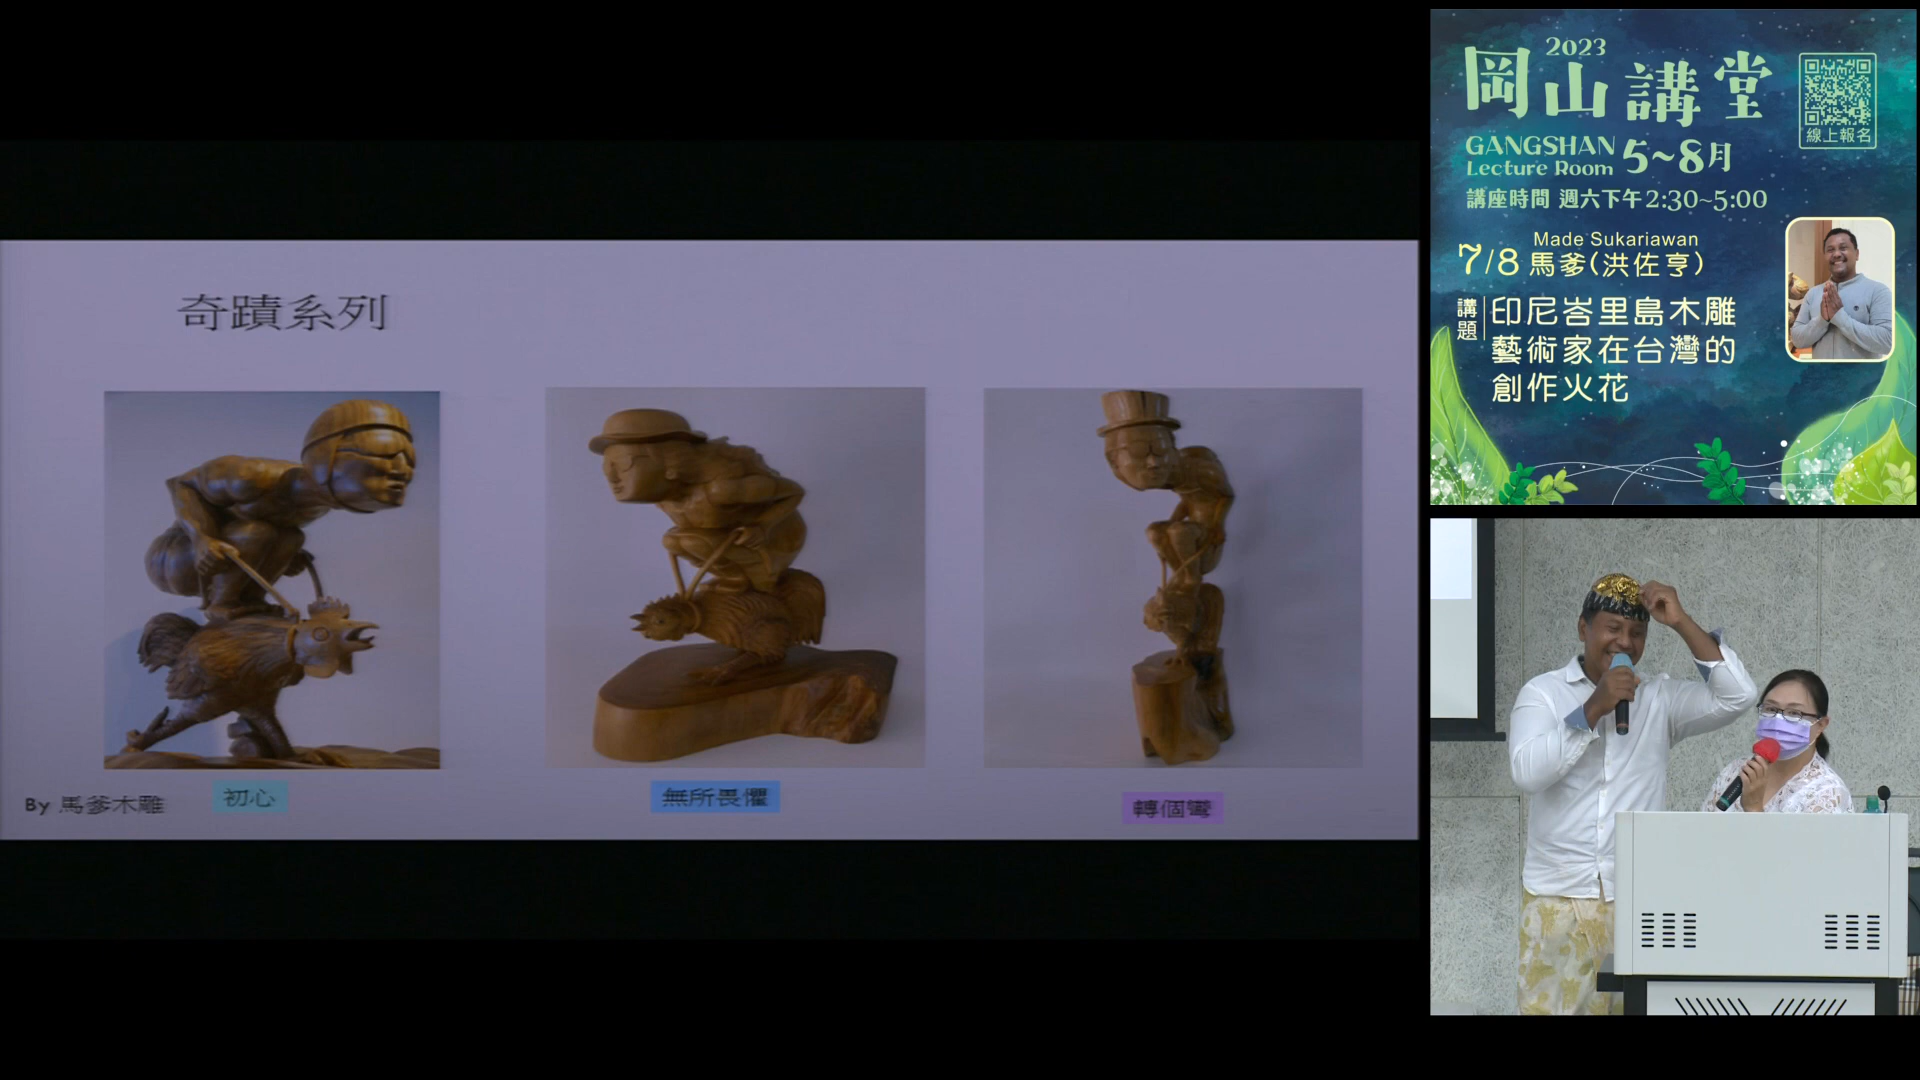 奇蹟系列
初心
無所畏懼
轉個彎
By 馬爹木雕
2023
岡山講堂
線上報名
GANGSHAN
Lecture Room
5~8月
講座時間 週六下午2:30~5:00
Made Sukariawan
7/8 馬爹(洪佐亨)
講題
印尼峇里島木雕
藝術家在台灣的
創作火花